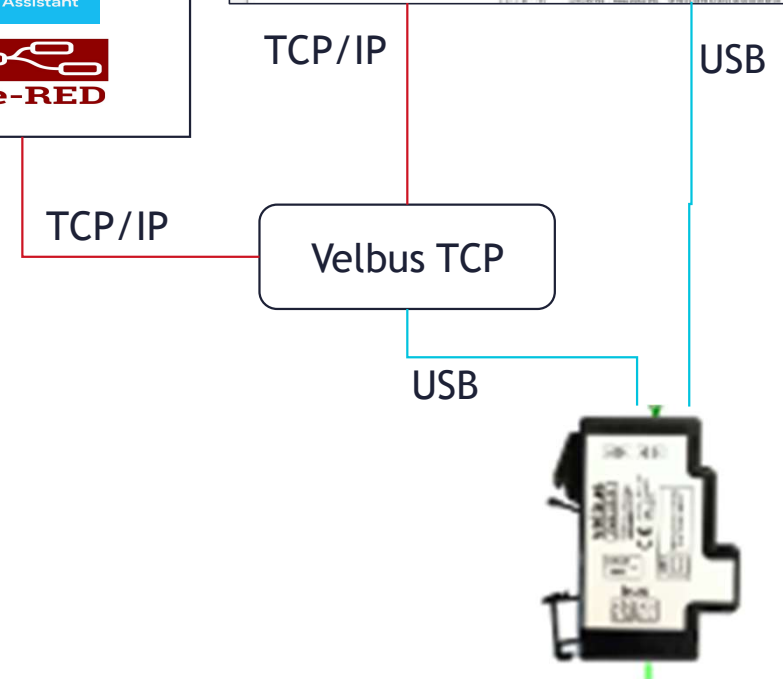 Assistant
TCP/IP
USB
e-RED
TCP/IP
Velbus TCP
USB